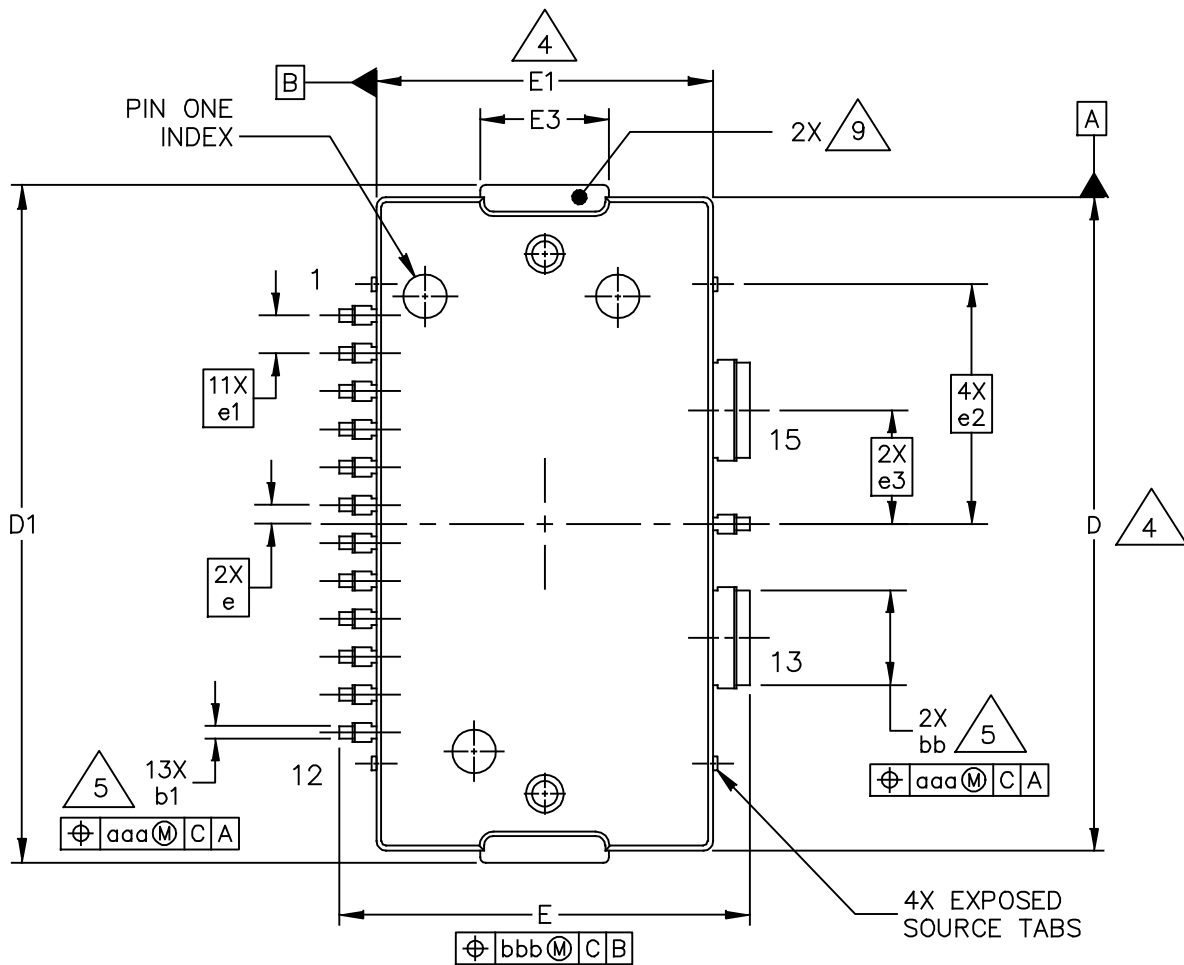 4
B
E1
PIN ONE
INDEX
E3
2X 9
A
1
11X
e1
4X
e2
15
2X
e3
D1
D 4
2X
e
13
2X
bb 5
⌖ aaa Ⓜ C A
5 13X
b1
12
⌖ aaa Ⓜ C A
4X EXPOSED
SOURCE TABS
E
⌖ bbb Ⓜ C B